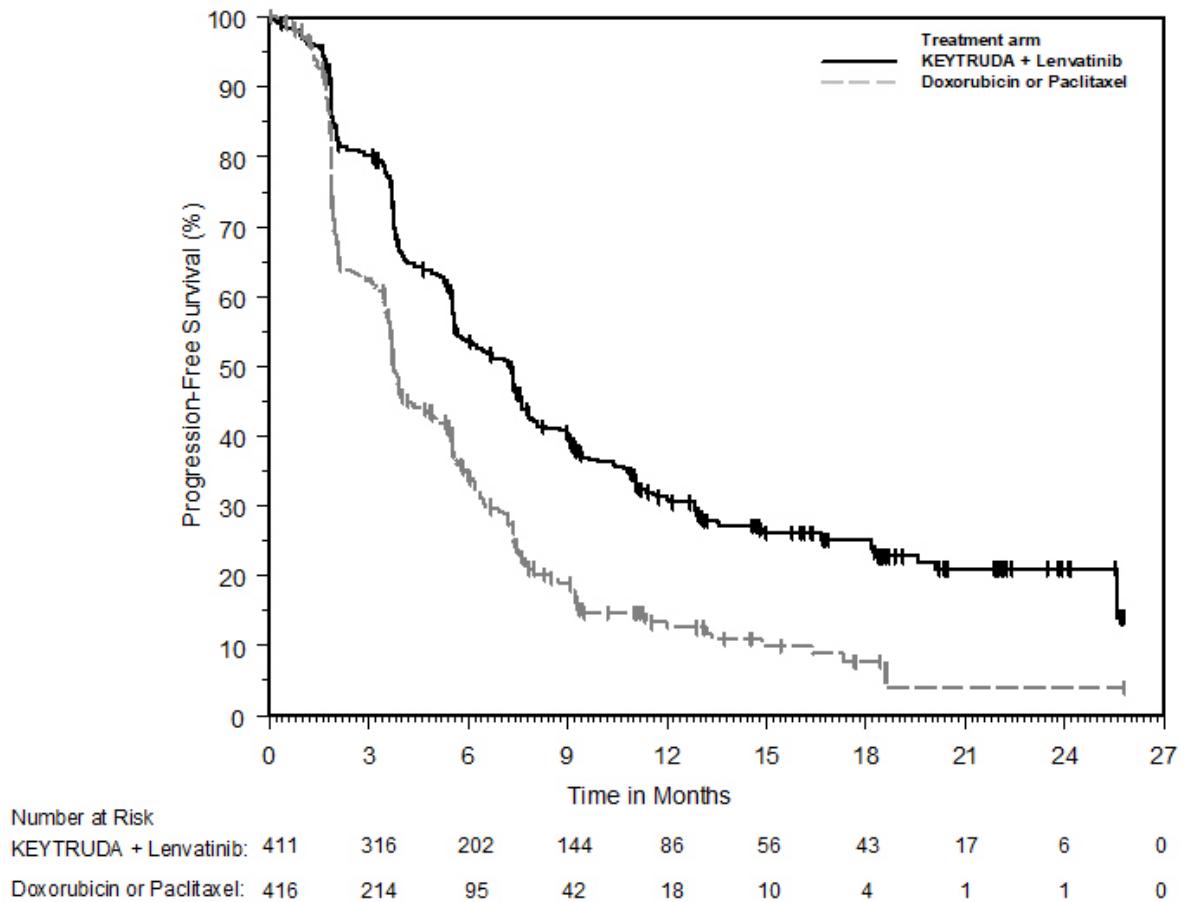 Treatment arm
KEYTRUDA + Lenvatinib
Doxorubicin or Paclitaxel
Progression-Free Survival (%)
100
90
80
70
60
50
40
30
20
10
0
0 3 6 9 12 15 18 21 24 27
Time in Months
Number at Risk
KEYTRUDA + Lenvatinib: 411 316 202 144 86 56 43 17 6 0
Doxorubicin or Paclitaxel: 416 214 95 42 18 10 4 1 1 0